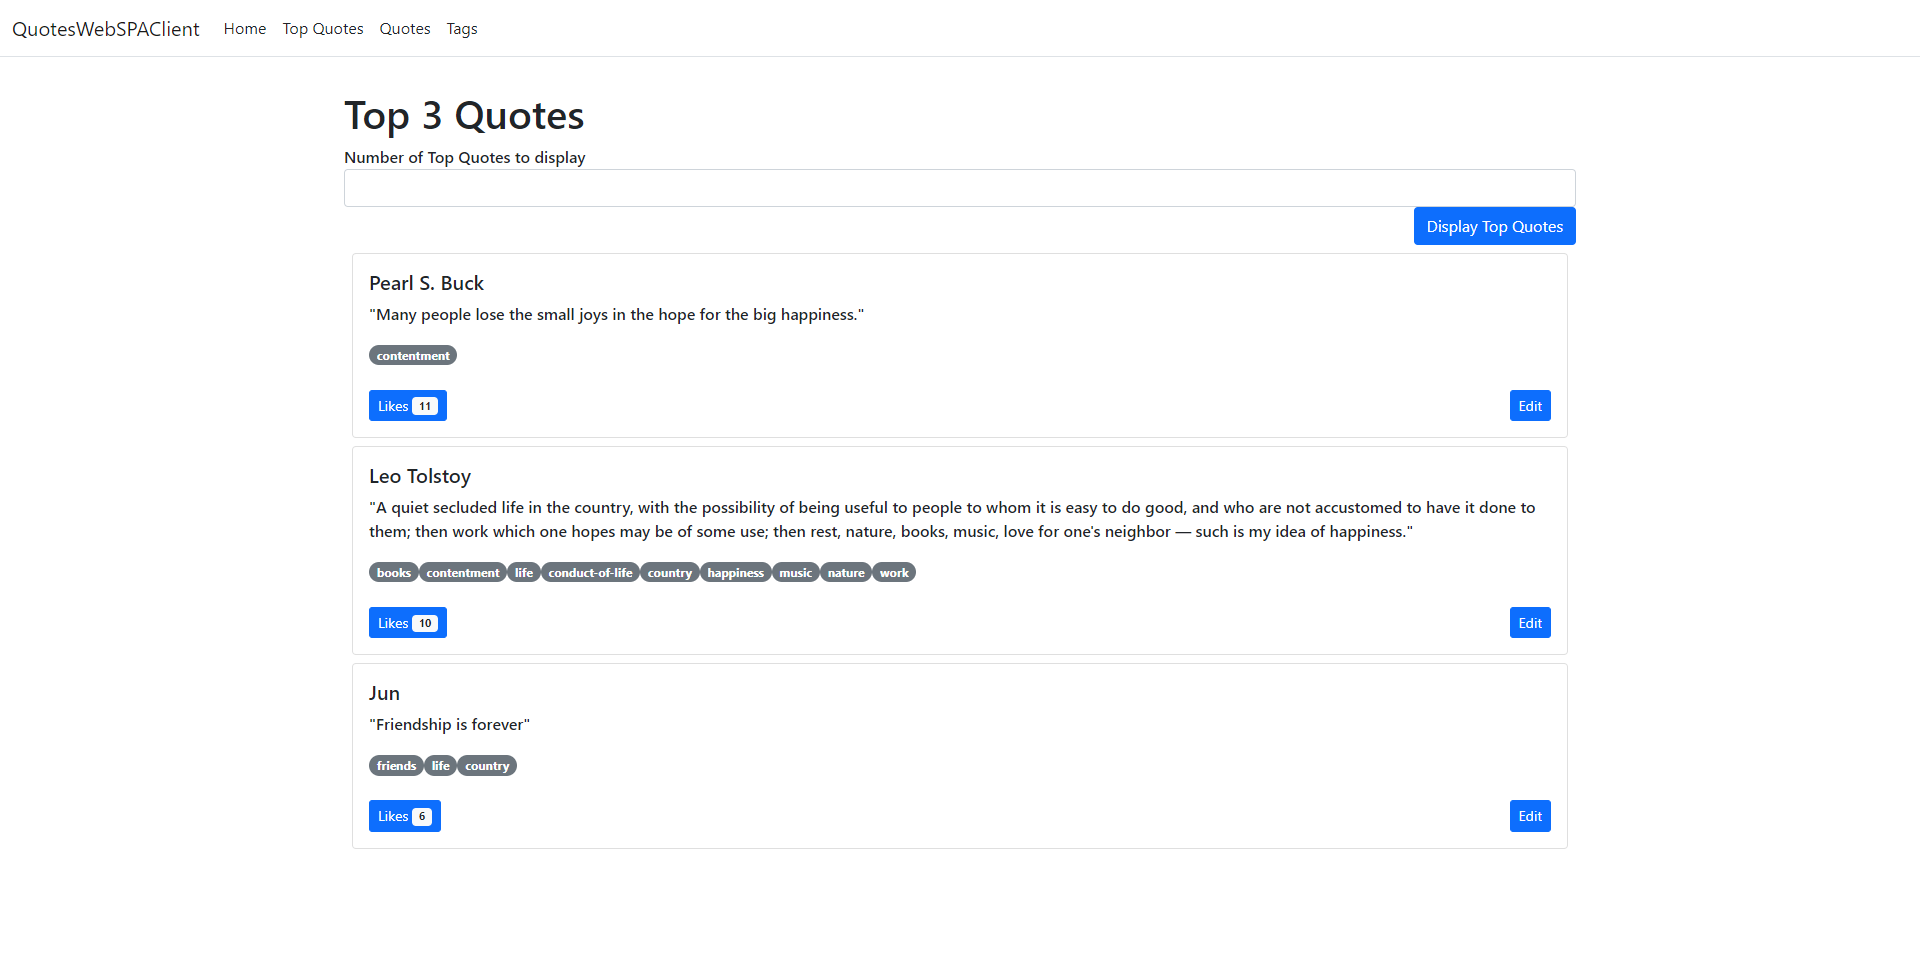 QuotesWebSPAClient Home Top Quotes Quotes Tags
Top 3 Quotes
Number of Top Quotes to display
Display Top Quotes
Pearl S. Buck
"Many people lose the small joys in the hope for the big happiness."
contentment
Likes 11 Edit
Leo Tolstoy
"A quiet secluded life in the country, with the possibility of being useful to people to whom it is easy to do good, and who are not accustomed to have it done to
them; then work which one hopes may be of some use; then rest, nature, books, music, love for one's neighbor — such is my idea of happiness."
books contentment life conduct-of-life country happiness music nature work
Likes 10 Edit
Jun
"Friendship is forever"
friends life country
Likes 6 Edit